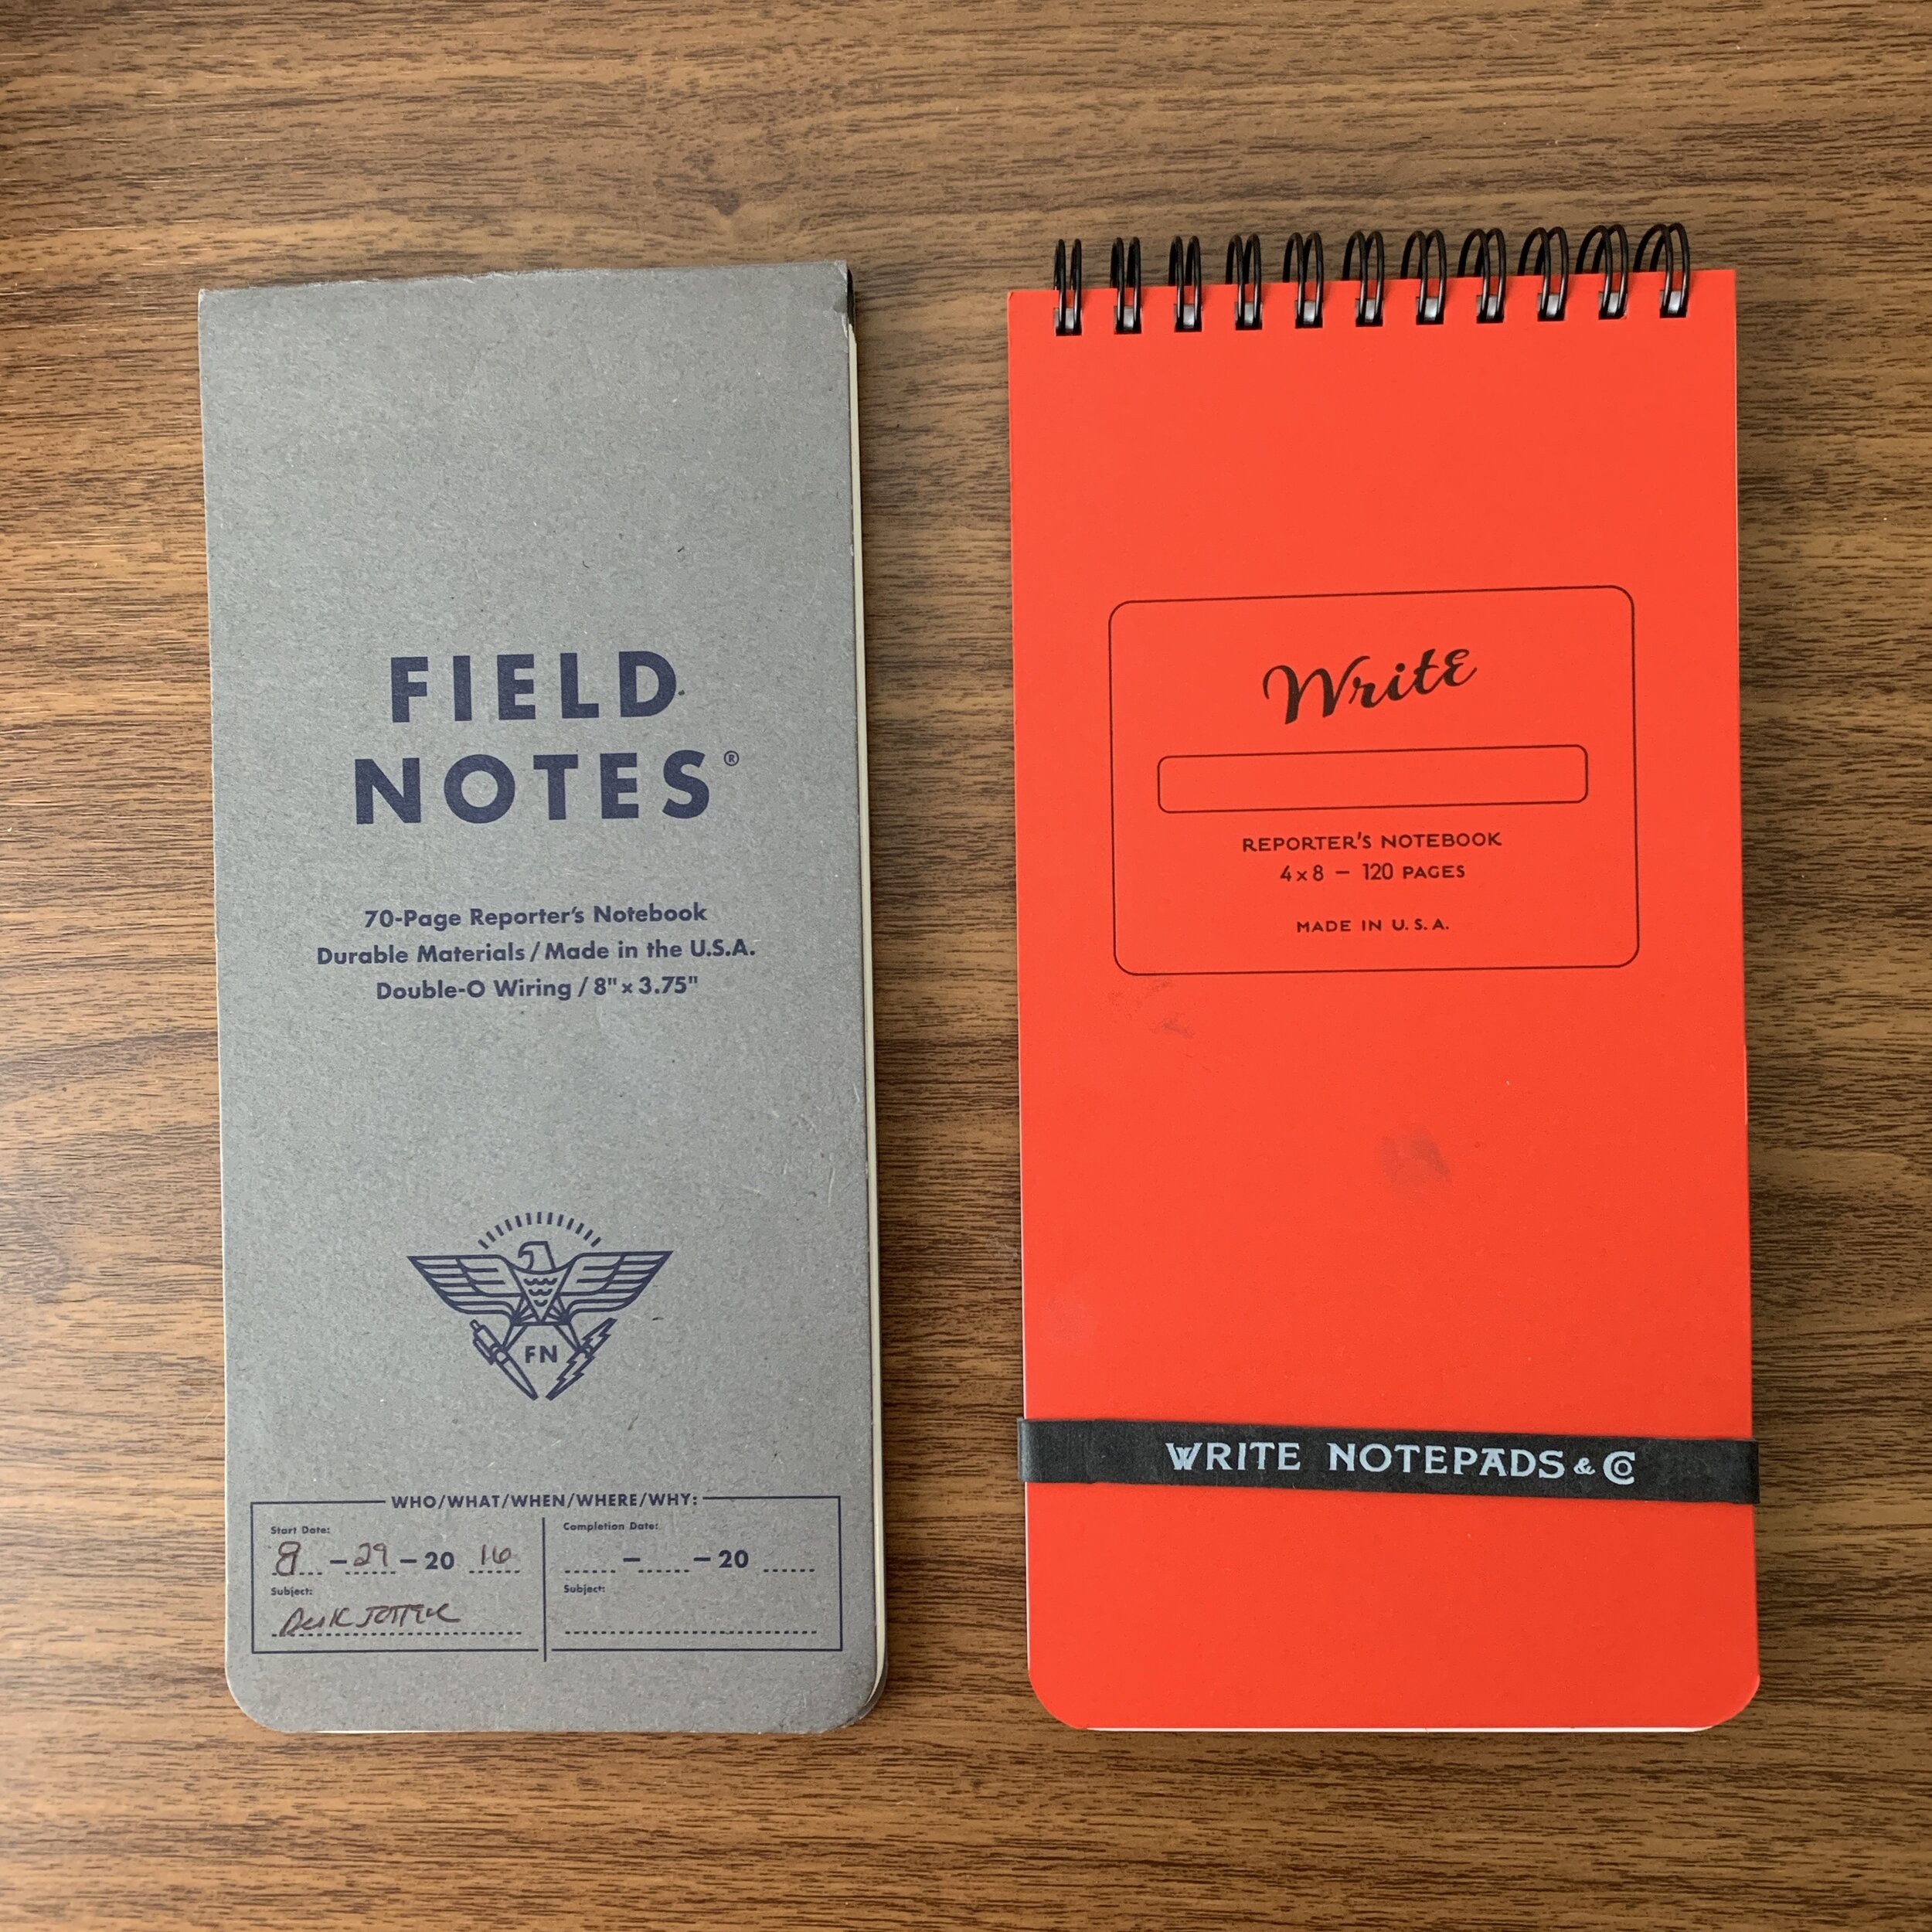 FIELD
NOTES®
70-Page Reporter's Notebook
Durable Materials / Made in the U.S.A.
Double-O Wiring / 8" x 3.75"
FN
WHO/WHAT/WHEN/WHERE/WHY:
Start Date:
8 - 29 - 20 16
Subject:
Desk Jotter
Completion Date:
- - 20
Subject:
Write
REPORTER'S NOTEBOOK
4 x 8 — 120 PAGES
MADE IN U.S.A.
WRITE NOTEPADS & Co